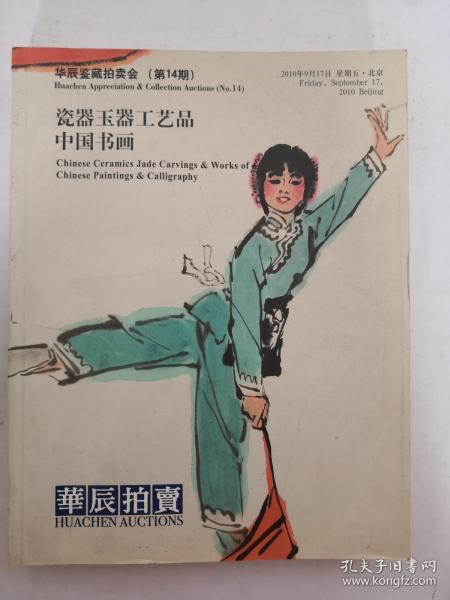 华辰鉴藏拍卖会 （第14期）
Huachen Appreciation & Collection Auctions (No.14)
2010年9月17日 星期五·北京
Friday, September 17,
2010 Beijing
瓷器玉器工艺品
中国书画
Chinese Ceramics Jade Carvings & Works of
Chinese Paintings & Calligraphy
華辰拍賣
HUACHEN AUCTIONS
孔夫子旧书网
www.kongfz.com